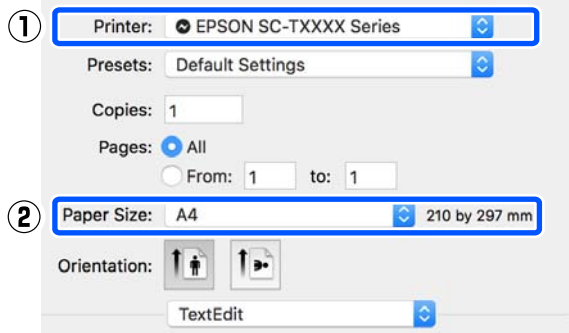 ① Printer: EPSON SC-TXXXX Series
Presets: Default Settings
Copies: 1
Pages: All
From: 1 to: 1
② Paper Size: A4 210 by 297 mm
Orientation:
TextEdit